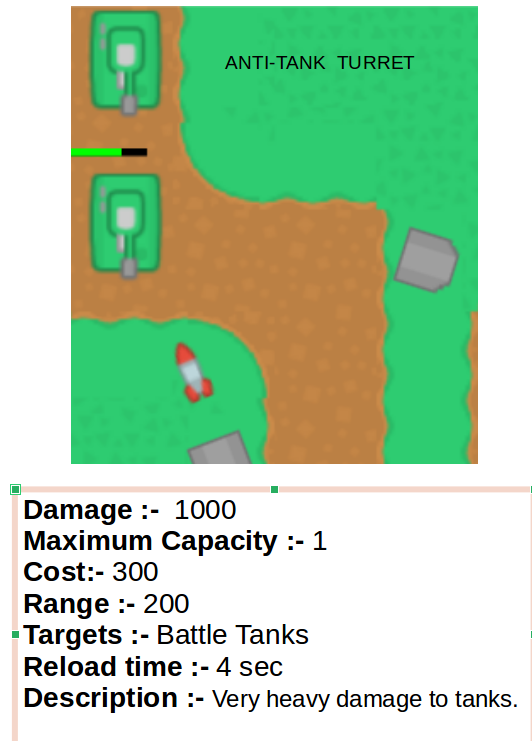 ANTI-TANK  TURRET
Damage :-  1000
Maximum Capacity :- 1
Cost:- 300
Range :- 200
Targets :- Battle Tanks
Reload time :- 4 sec
Description :- Very heavy damage to tanks.